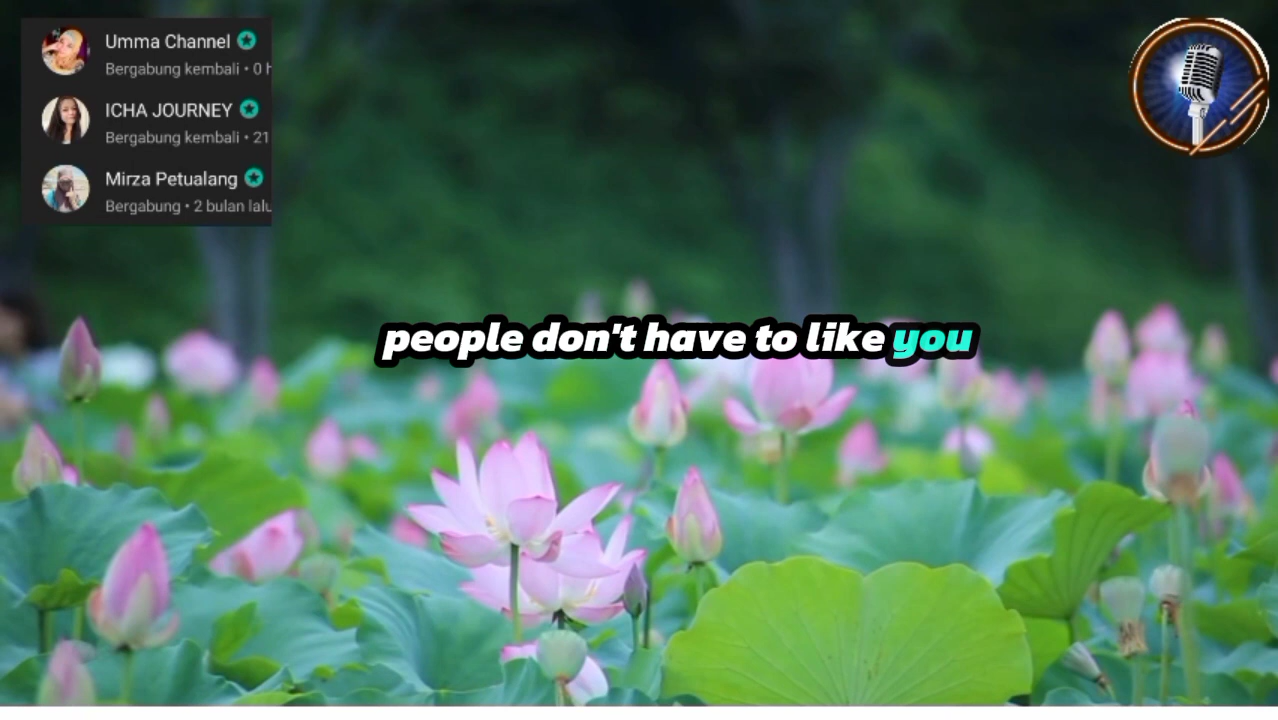 Umma Channel
Bergabung kembali • 0
ICHA JOURNEY
Bergabung kembali • 21
Mirza Petualang
Bergabung • 2 bulan lalu
people don't have to like you